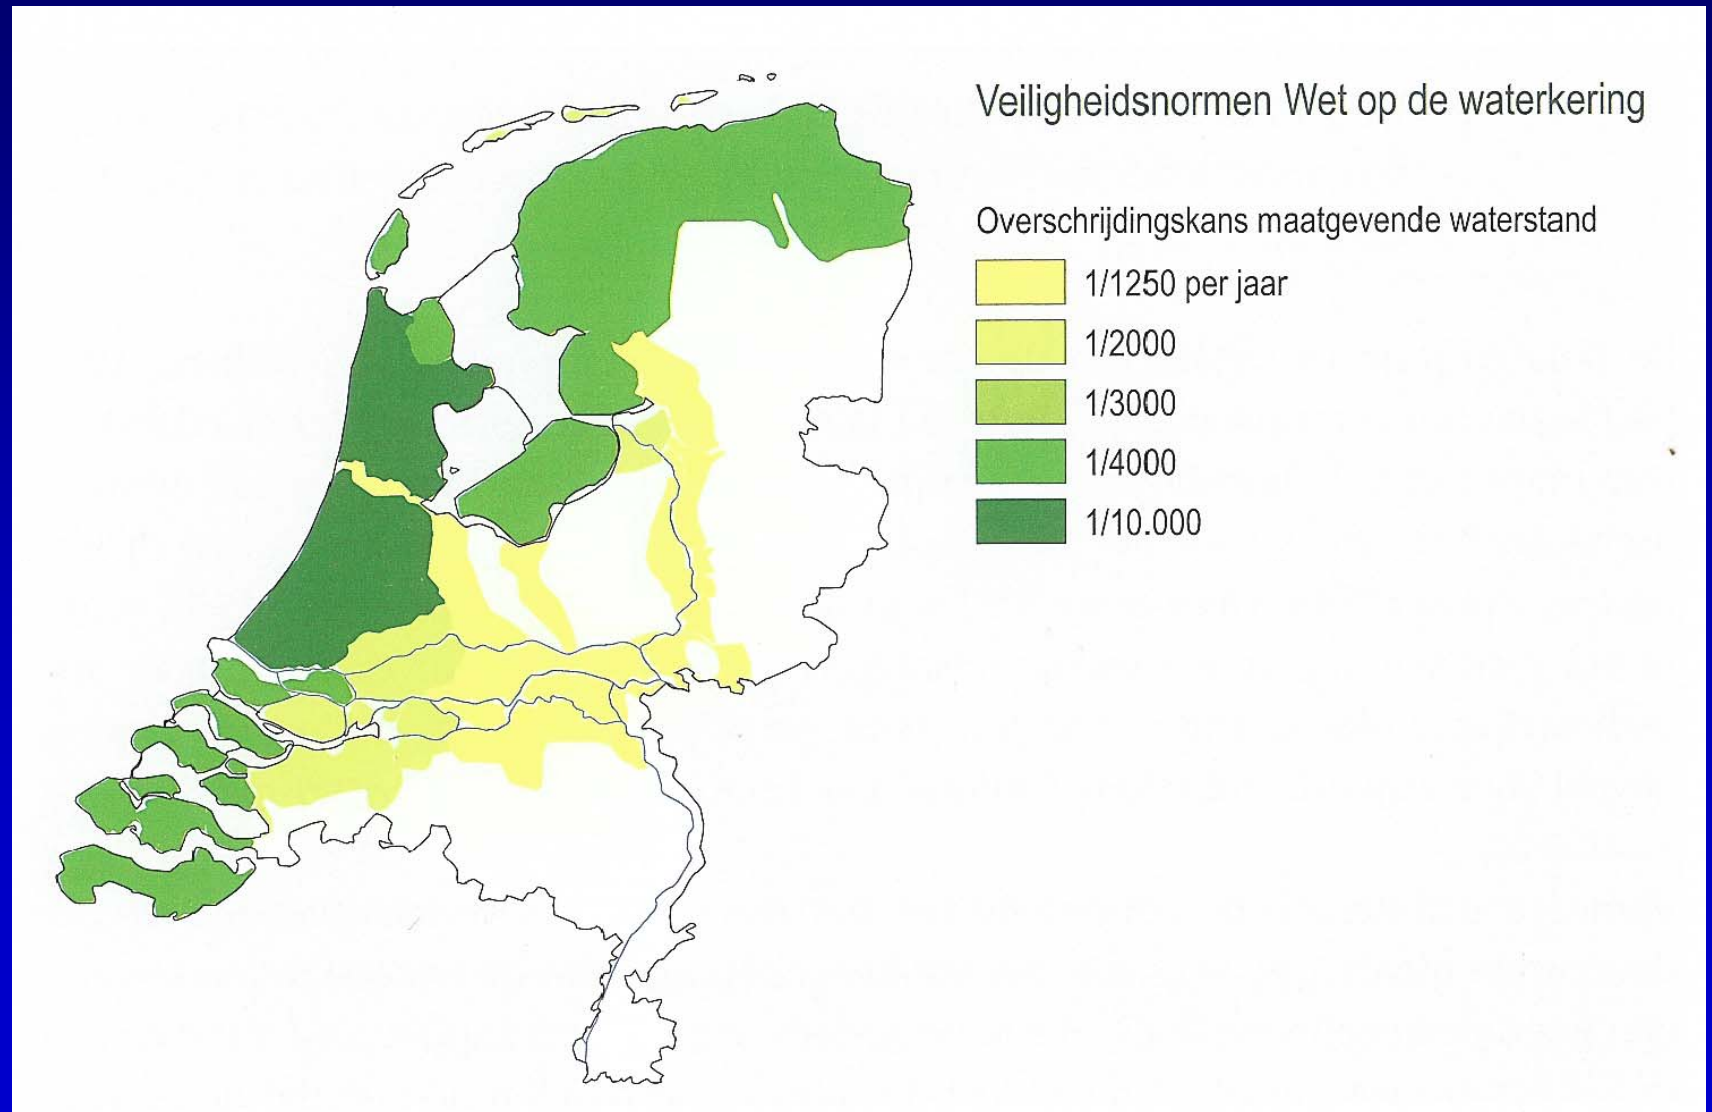 Veiligheidsnormen Wet op de waterkering
Overschrijdingskans maatgevende waterstand
1/1250 per jaar
1/2000
1/3000
1/4000
1/10.000